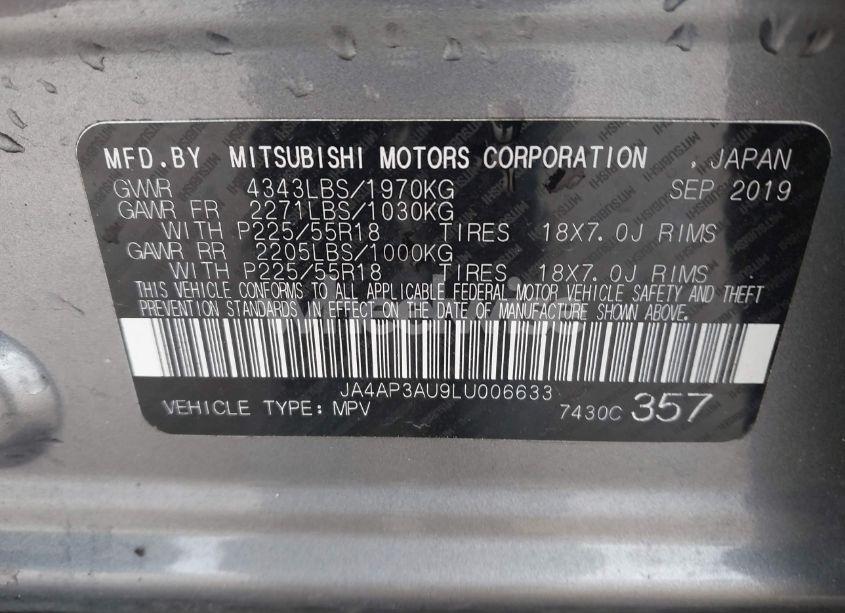 MFD.BY MITSUBISHI MOTORS CORPORATION , JAPAN
GVWR 4343LBS/1970KG SEP 2019
GAWR FR 2271LBS/1030KG
WITH P225/55R18 TIRES 18X7.0J RIMS
GAWR RR 2205LBS/1000KG
WITH P225/55R18 TIRES 18X7.0J RIMS
THIS VEHICLE CONFORMS TO ALL APPLICABLE FEDERAL MOTOR VEHICLE SAFETY AND THEFT
PREVENTION STANDARDS IN EFFECT ON THE DATE OF MANUFACTURE SHOWN ABOVE.
JA4AP3AU9LU006633
VEHICLE TYPE: MPV 7430C 357